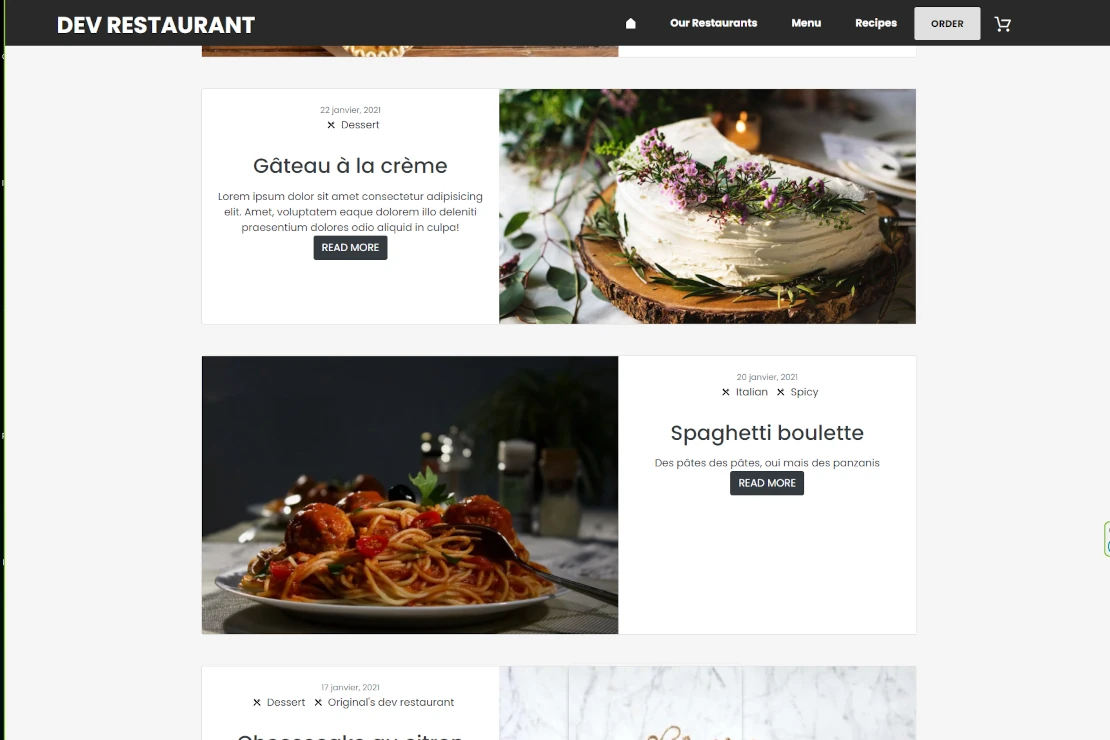 DEV RESTAURANT
Our Restaurants
Menu
Recipes
ORDER
22 janvier, 2021
Dessert
Gâteau à la crème
Lorem ipsum dolor sit amet consectetur adipisicing
elit. Amet, voluptatem eaque dolorem illo deleniti
praesentium dolores odio aliquid in culpa!
READ MORE
20 janvier, 2021
Italian Spicy
Spaghetti boulette
Des pâtes des pâtes, oui mais des panzanis
READ MORE
17 janvier, 2021
Dessert Original's dev restaurant
Cheesecake au citron